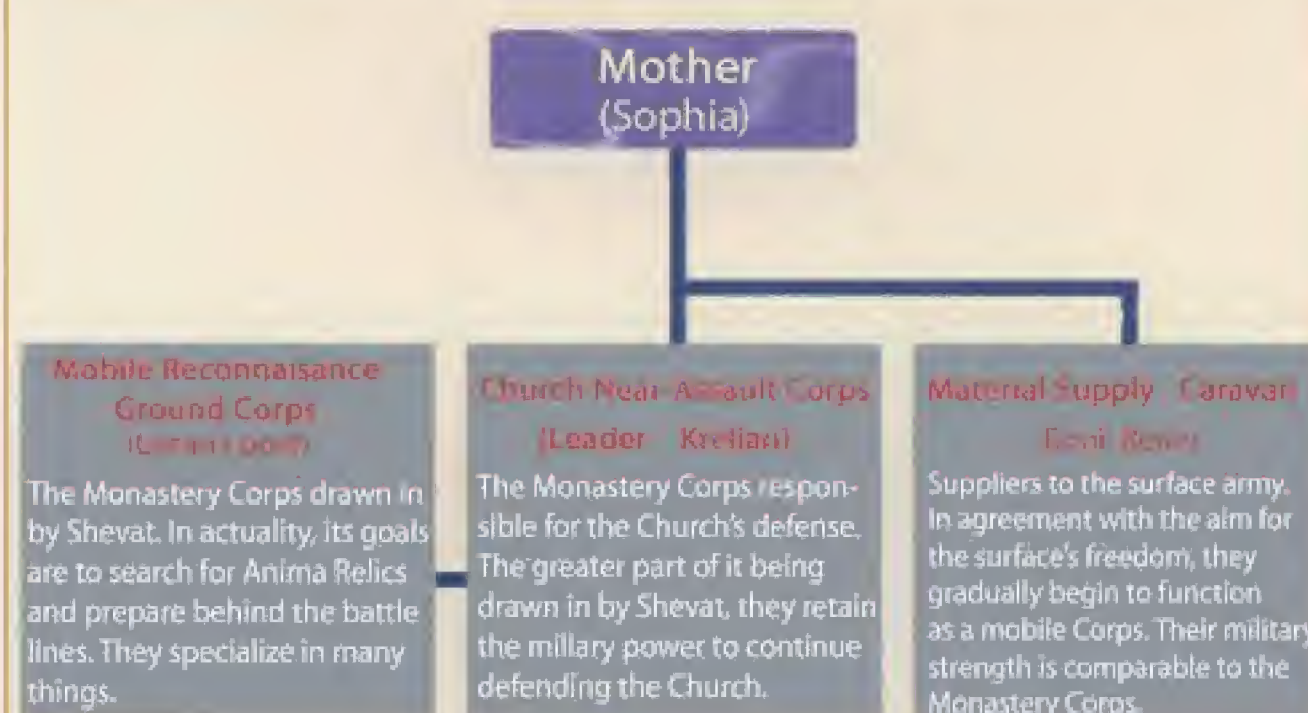 Mother
(Sophia)
Mobile Reconnaisance
Ground Corps
The Monastery Corps drawn in
by Shevat. In actuality, its goals
are to search for Anima Relics
and prepare behind the battle
lines. They specialize in many
things.
Church Near-Assault Corps
(Leader - Krelian)
The Monastery Corps respon-
sible for the Church's defense.
The greater part of it being
drawn in by Shevat, they retain
the millary power to continue
defending the Church.
Material Supply - Caravan
Suppliers to the surface army.
In agreement with the aim for
the surface's freedom, they
gradually begin to function
as a mobile Corps. Their military
strength is comparable to the
Monastery Corps.